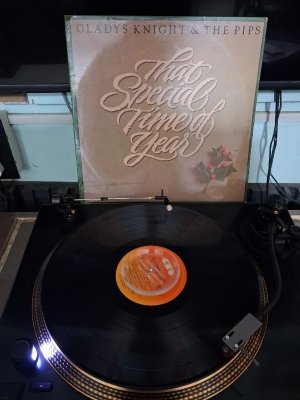 GLADYS KNIGHT & THE PIPS
That
Special
Time of
Year